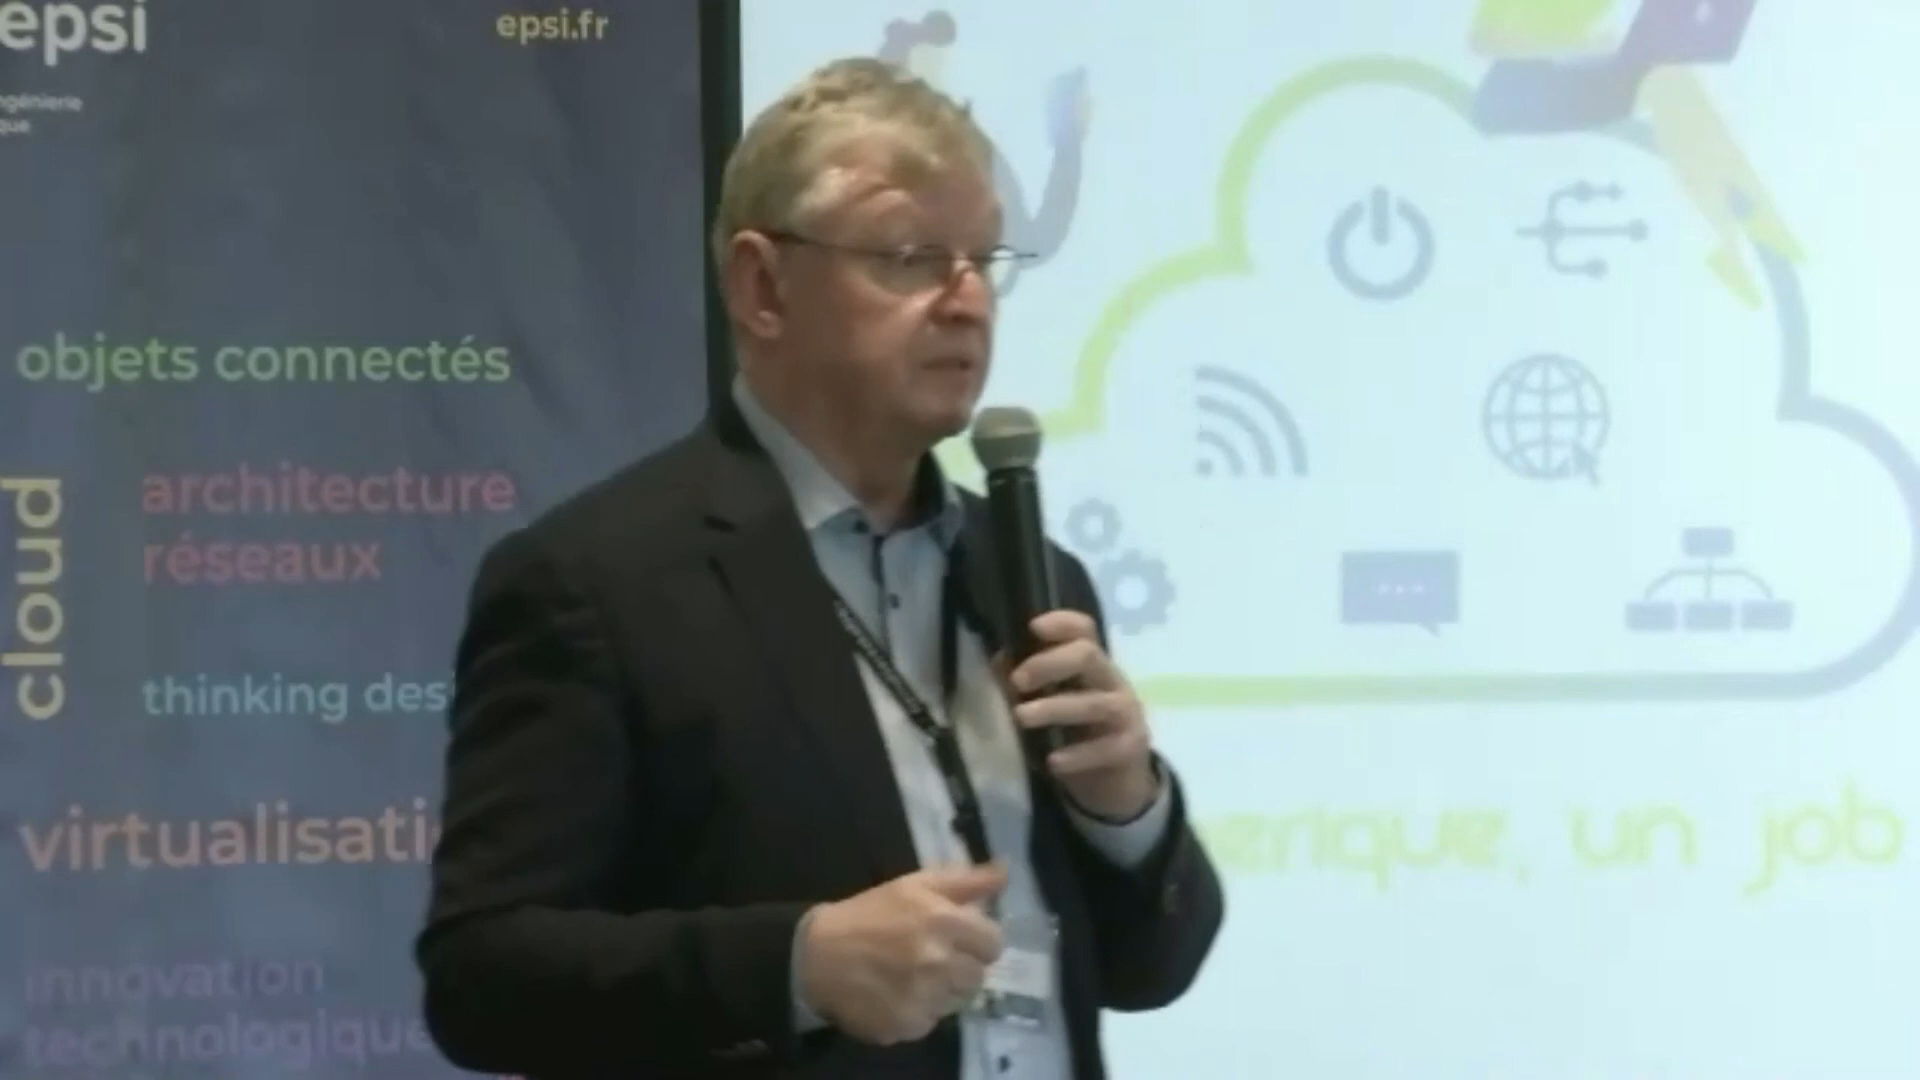 epsi
epsi.fr
objets connectés
cloud
architecture
réseaux
thinking des
virtualisati
innovation
technologique
un job